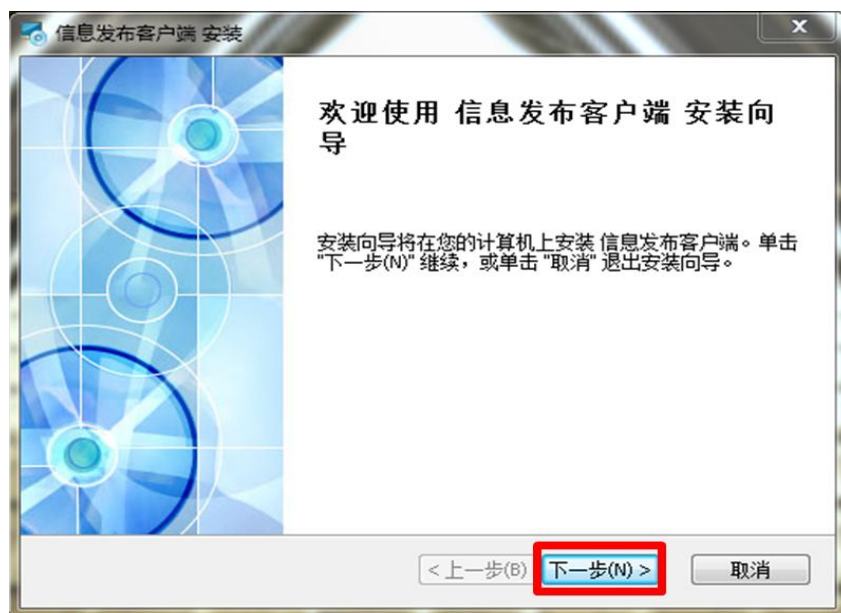 信息发布客户端 安装
欢迎使用 信息发布客户端 安装向
导
安装向导将在您的计算机上安装 信息发布客户端。单击
"下一步(N)" 继续，或单击 "取消" 退出安装向导。
< 上一步(B) 下一步(N) > 取消